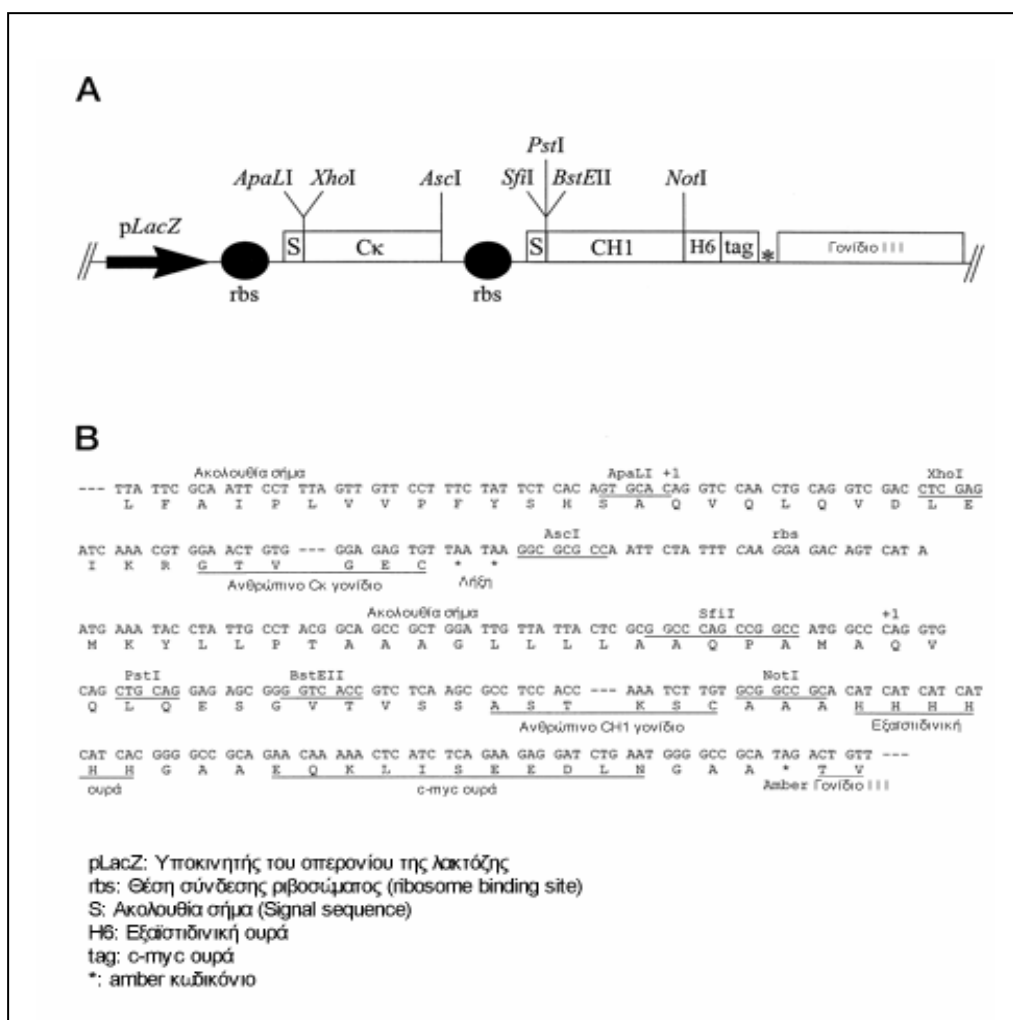 A
PstI
ApaLI XhoI AscI SfiI BstEII NotI
pLacZ
S Cκ S CH1 H6 tag * Γονίδιο III
rbs rbs
B
Ακολουθία σήμα ApaLI +1 XhoI
--- TTA TTC GCA ATT CCT TTA GTT GTT CCT TTC TAT TCT CAC AGT GCA CAG GTC CAA CTG CAG GTC GAC CTC GAG
L F A I P L V V P F Y S H S A Q V Q L Q V D L E
AscI rbs
ATC AAA CGT GGA ACT GTG --- GGA GAG TGT TAA TAA GGC GCG CCA ATT CTA TTT CAA GGA GAC AGT CAT A
I K R G T V G E C * *
Ανθρώπινο Cκ γονίδιο Λήξη
Ακολουθία σήμα SfiI +1
ATG AAA TAC CTA TTG CCT ACG GCA GCC GCT GGA TTG TTA TTA CTC GCG GCC CAG CCG GCC ATG GCC CAG GTG
M K Y L L P T A A A G L L L L A A Q P A M A Q V
PstI BstEII NotI
CAG CTG CAG GAG AGC GGG GTC ACC GTC TCA AGC GCC TCC ACC --- AAA TCT TGT GCG GCC GCA CAT CAT CAT CAT
Q L Q E S G V T V S S A S T K S C A A A H H H H
Ανθρώπινο CH1 γονίδιο Εξαϊστιδινική
CAT CAC GGG GCC GCA GAA CAA AAA CTC ATC TCA GAA GAG GAT CTG AAT GGG GCC GCA TAG ACT GTT ---
H H G A A E Q K L I S E E D L N G A A * T V
ουρά c-myc ουρά Amber Γονίδιο III
pLacZ: Υποκινητής του οπερονίου της λακτόζης
rbs: Θέση σύνδεσης ριβοσώματος (ribosome binding site)
S: Ακολουθία σήμα (Signal sequence)
H6: Εξαϊστιδινική ουρά
tag: c-myc ουρά
*: amber κωδικόνιο